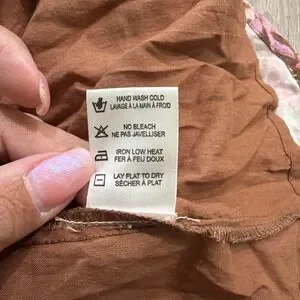 HAND WASH COLD
LAVAGE À LA MAIN À FROID
NO BLEACH
NE PAS JAVELLISER
IRON LOW HEAT
FER À FEU DOUX
LAY FLAT TO DRY
SÉCHER À PLAT